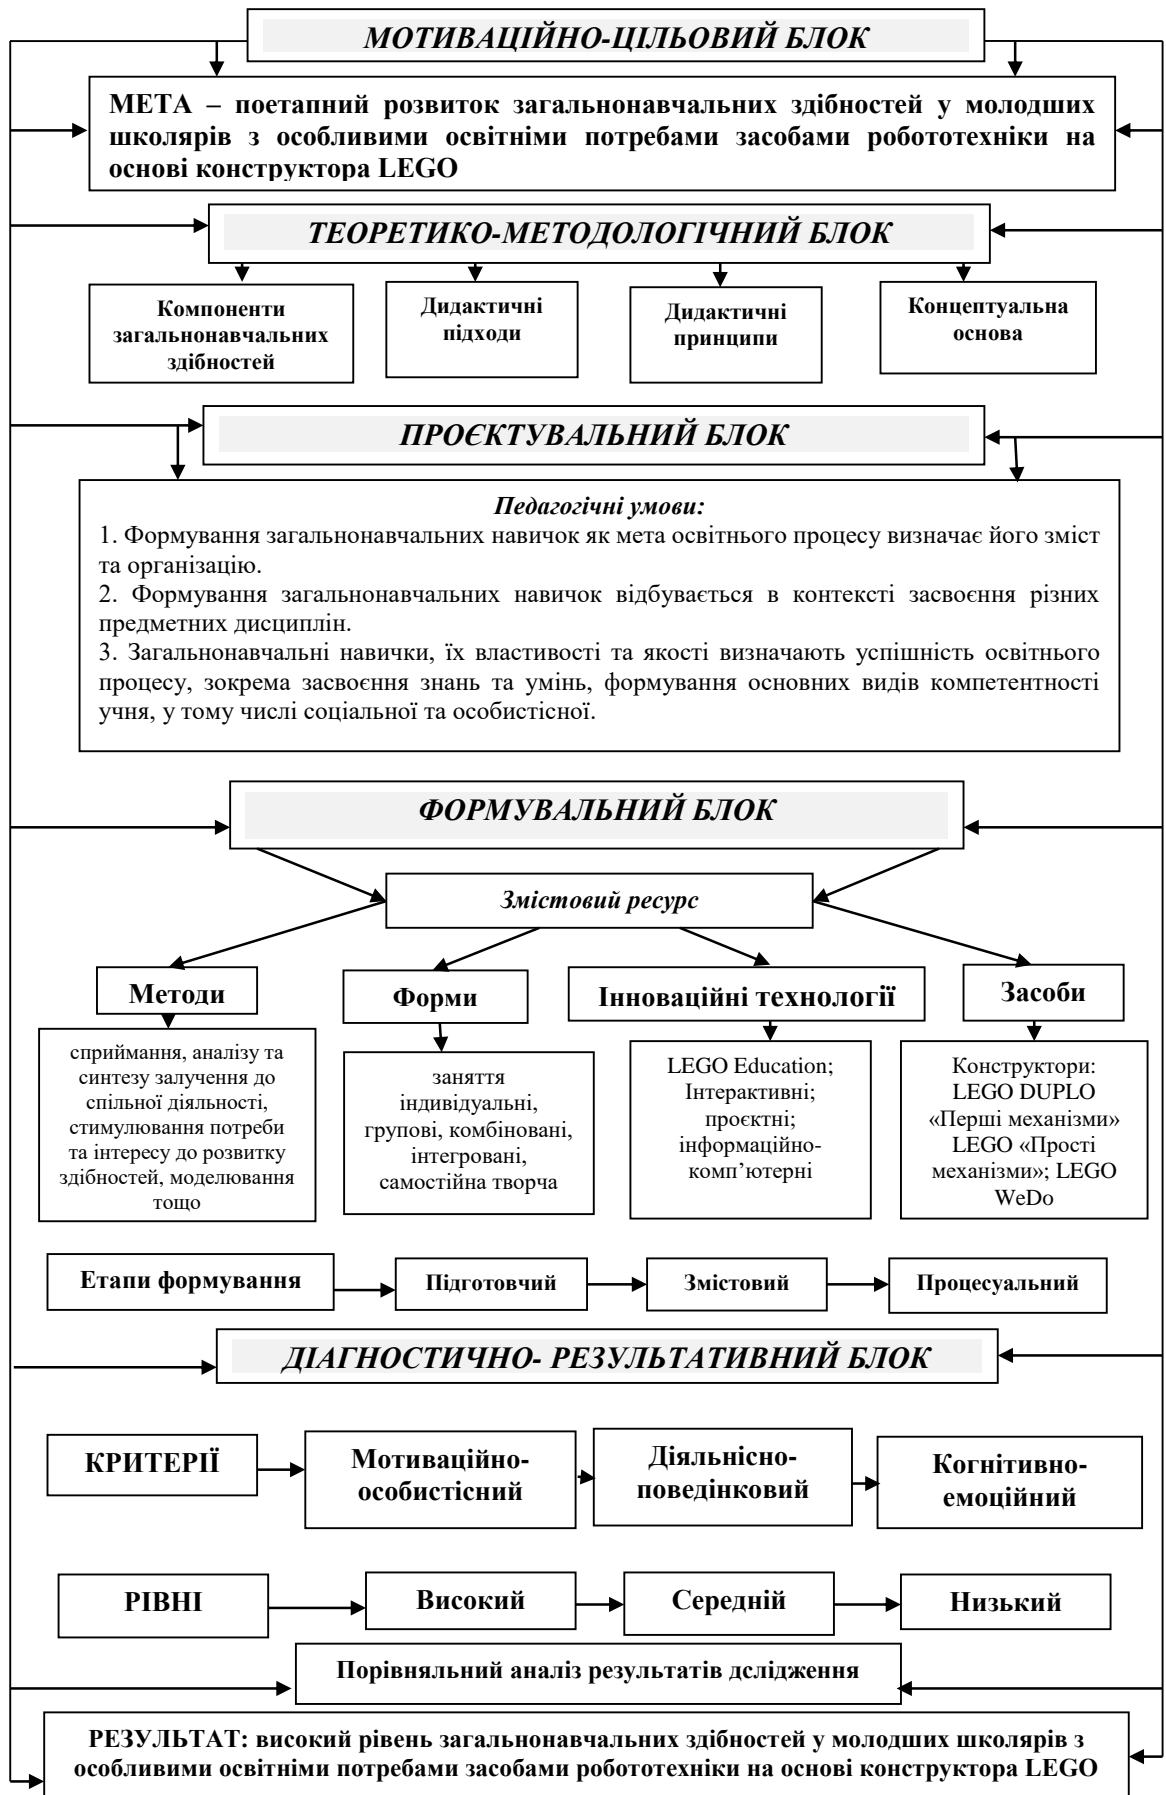 МОТИВАЦІЙНО-ЦІЛЬОВИЙ БЛОК
МЕТА – поетапний розвиток загальнонавчальних здібностей у молодших
школярів з особливими освітніми потребами засобами робототехніки на
основі конструктора LEGO
ТЕОРЕТИКО-МЕТОДОЛОГІЧНИЙ БЛОК
Компоненти
загальнонавчальних
здібностей
Дидактичні
підходи
Дидактичні
принципи
Концептуальна
основа
ПРОЄКТУВАЛЬНИЙ БЛОК
Педагогічні умови:
1. Формування загальнонавчальних навичок як мета освітнього процесу визначає його зміст
та організацію.
2. Формування загальнонавчальних навичок відбувається в контексті засвоєння різних
предметних дисциплін.
3. Загальнонавчальні навички, їх властивості та якості визначають успішність освітнього
процесу, зокрема засвоєння знань та умінь, формування основних видів компетентності
учня, у тому числі соціальної та особистісної.
ФОРМУВАЛЬНИЙ БЛОК
Змістовий ресурс
Методи
Форми
Інноваційні технології
Засоби
сприймання, аналізу та
синтезу залучення до
спільної діяльності,
стимулювання потреби
та інтересу до розвитку
здібностей, моделювання
тощо
заняття
індивідуальні,
групові, комбіновані,
інтегровані,
самостійна творча
LEGO Education;
Інтерактивні;
проєктні;
інформаційно-
комп’ютерні
Конструктори:
LEGO DUPLO
«Перші механізми»
LEGO «Прості
механізми»; LEGO
WeDo
Етапи формування
Підготовчий
Змістовий
Процесуальний
ДІАГНОСТИЧНО- РЕЗУЛЬТАТИВНИЙ БЛОК
КРИТЕРІЇ
Мотиваційно-
особистісний
Діяльнісно-
поведінковий
Когнітивно-
емоційний
РІВНІ
Високий
Середній
Низький
Порівняльний аналіз результатів дслідження
РЕЗУЛЬТАТ: високий рівень загальнонавчальних здібностей у молодших школярів з
особливими освітніми потребами засобами робототехніки на основі конструктора LEGO